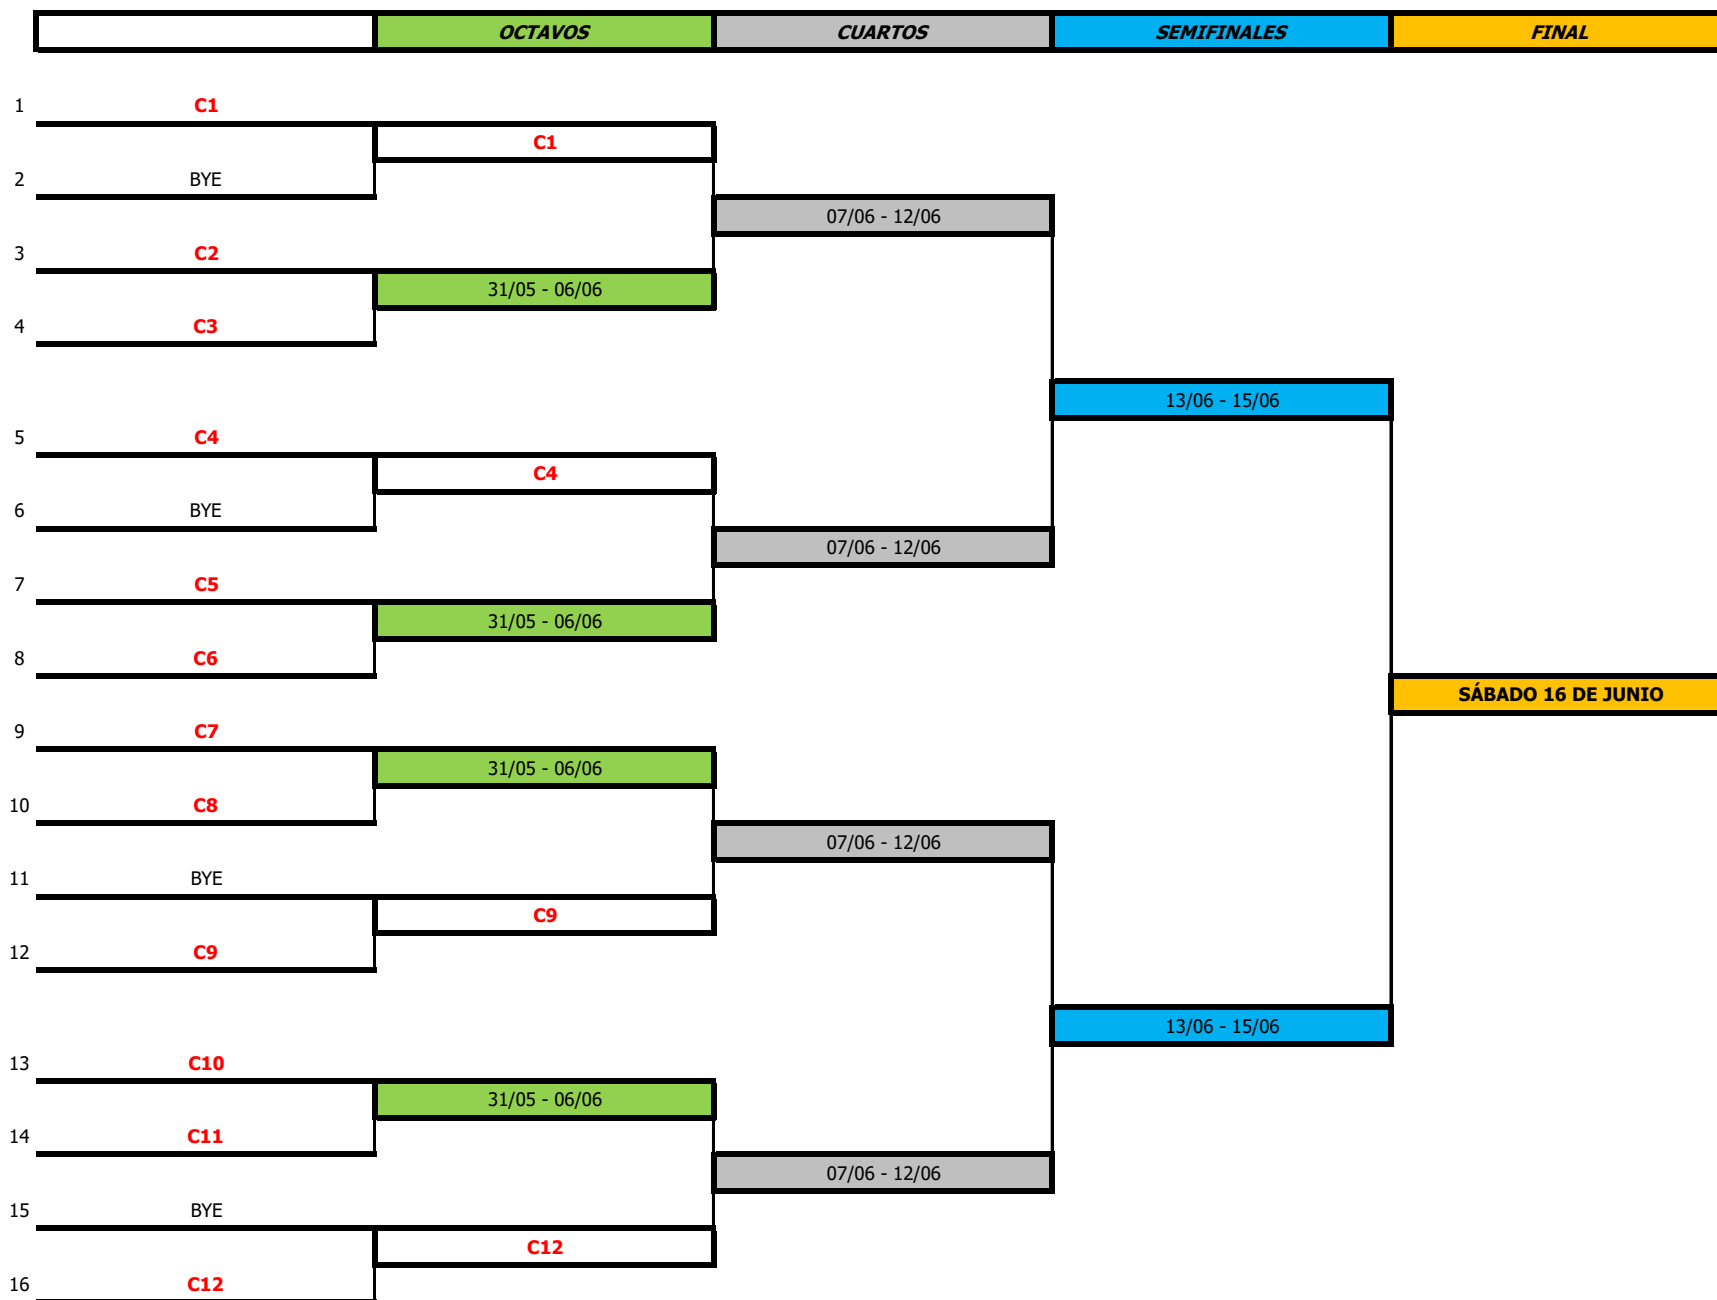 OCTAVOS CUARTOS SEMIFINALES FINAL
1 C1
C1
2 BYE
07/06 - 12/06
3 C2
31/05 - 06/06
4 C3
13/06 - 15/06
5 C4
C4
6 BYE
07/06 - 12/06
7 C5
31/05 - 06/06
8 C6
SÁBADO 16 DE JUNIO
9 C7
31/05 - 06/06
10 C8
07/06 - 12/06
11 BYE
C9
12 C9
13/06 - 15/06
13 C10
31/05 - 06/06
14 C11
07/06 - 12/06
15 BYE
C12
16 C12